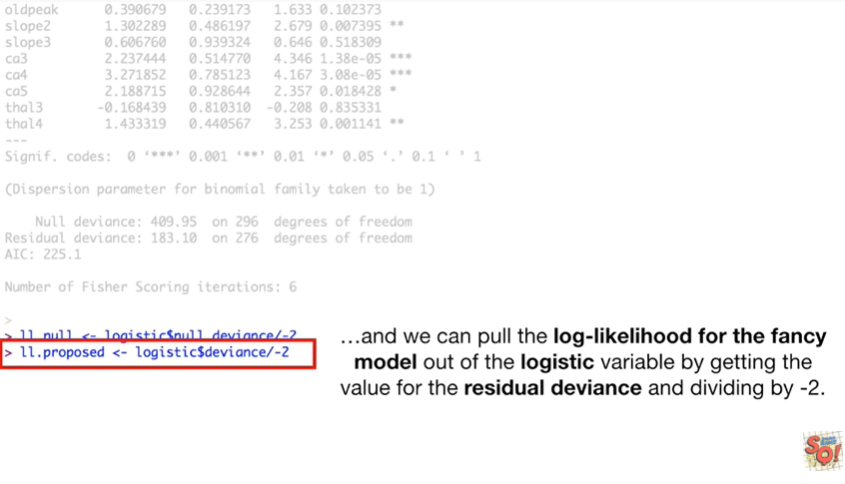 oldpeak 0.390679 0.239173 1.633 0.102373
slope2 1.302289 0.486197 2.679 0.007395 **
slope3 0.606760 0.939324 0.646 0.518309
ca3 2.237444 0.514770 4.346 1.38e-05 ***
ca4 3.271852 0.785123 4.167 3.08e-05 ***
ca5 2.188715 0.928644 2.357 0.018428 *
thal3 -0.168439 0.810310 -0.208 0.835331
thal4 1.433319 0.440567 3.253 0.001141 **
---
Signif. codes: 0 ‘***’ 0.001 ‘**’ 0.01 ‘*’ 0.05 ‘.’ 0.1 ‘ ’ 1
(Dispersion parameter for binomial family taken to be 1)
Null deviance: 409.95 on 296 degrees of freedom
Residual deviance: 183.10 on 276 degrees of freedom
AIC: 225.1
Number of Fisher Scoring iterations: 6
>
> ll.null <- logistic$null.deviance/-2
> ll.proposed <- logistic$deviance/-2
…and we can pull the log-likelihood for the fancy
model out of the logistic variable by getting the
value for the residual deviance and dividing by -2.
SQ!